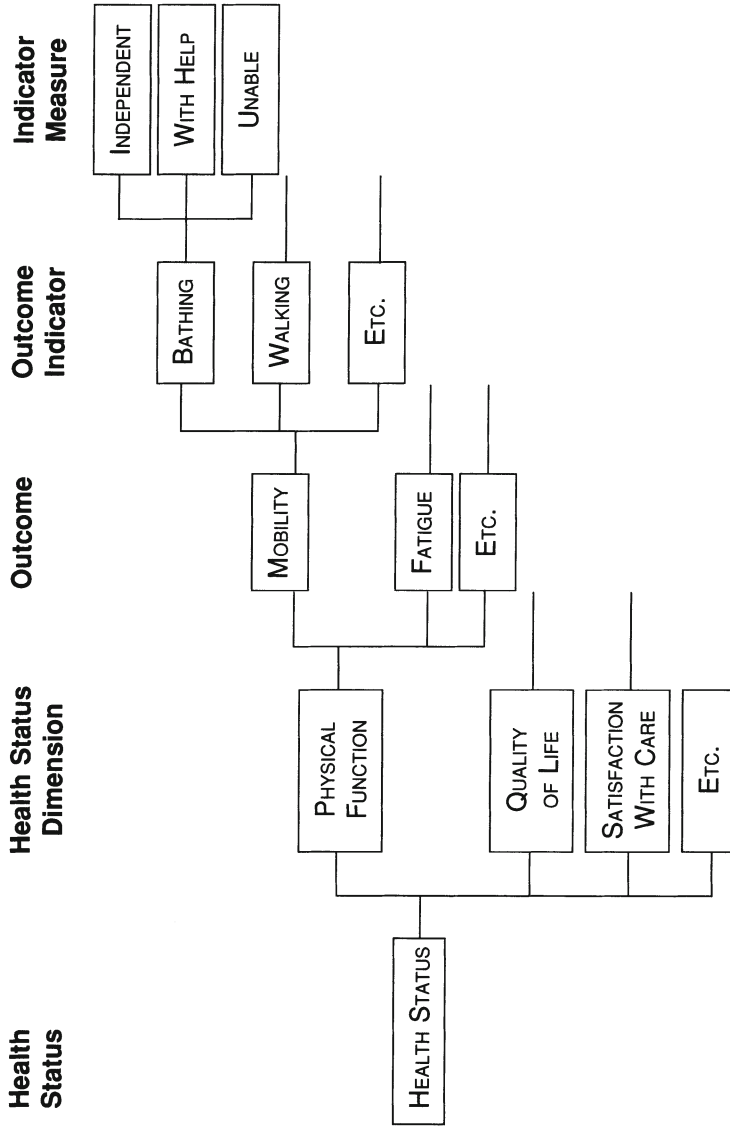 Health
Status
Health Status
Dimension
Outcome
Outcome
Indicator
Indicator
Measure
HEALTH STATUS
PHYSICAL
FUNCTION
QUALITY
OF LIFE
SATISFACTION
WITH CARE
ETC.
MOBILITY
FATIGUE
ETC.
BATHING
WALKING
ETC.
INDEPENDENT
WITH HELP
UNABLE